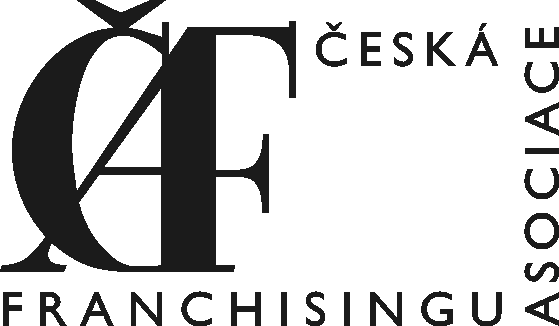 ČAF
ČESKÁ
ASOCIACE
FRANCHISINGU